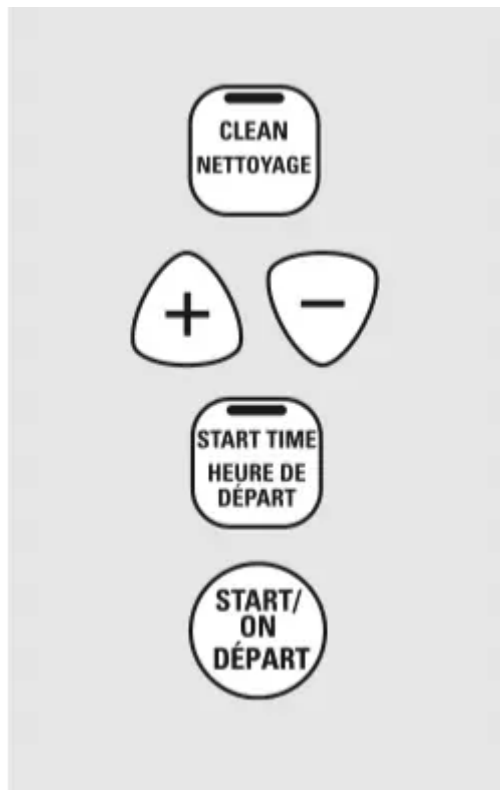 CLEAN
NETTOYAGE
+ −
START TIME
HEURE DE
DÉPART
START/
ON
DÉPART